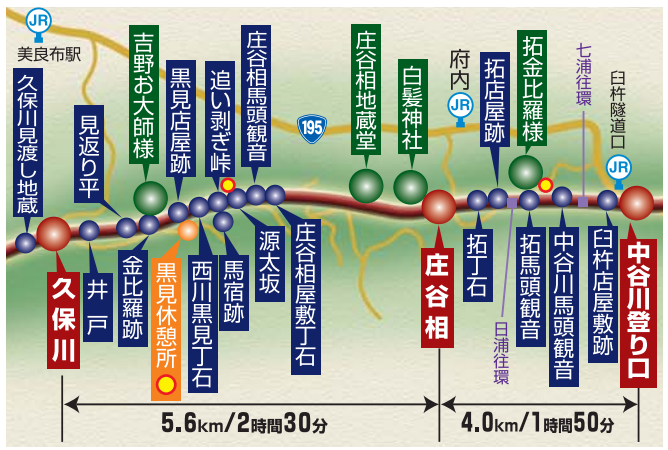 JR
美良布駅
久保川見渡し地蔵
久保川
井戸
見返り平
金比羅跡
吉野お大師様
黒見店屋跡
黒見休憩所
西川黒見丁石
追い剥ぎ峠
馬宿跡
源太坂
庄谷相馬頭観音
庄谷相屋敷丁石
195
庄谷相地蔵堂
白髪神社
庄谷相
府内
JR
拓丁石
拓店屋跡
日浦往環
拓金比羅様
拓馬頭観音
中谷川馬頭観音
七浦往環
臼杵店屋敷跡
臼杵隧道口
JR
中谷川登り口
5.6km/2時間30分
4.0km/1時間50分